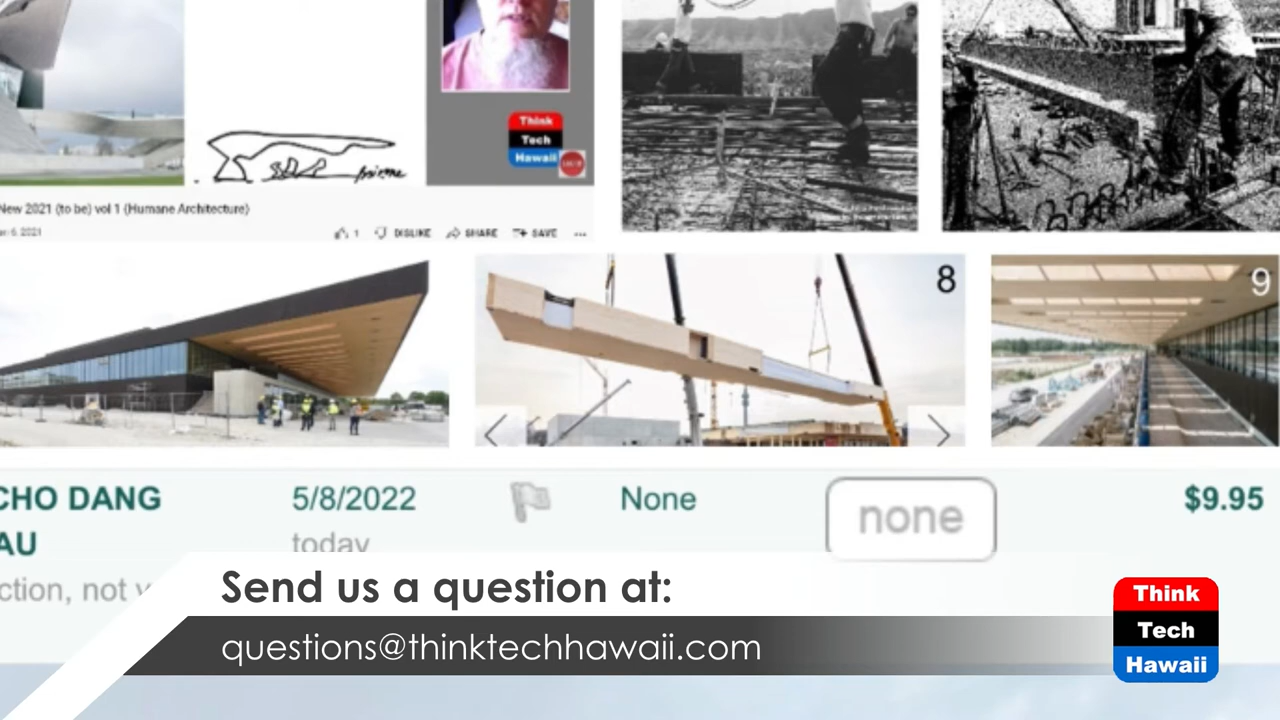 Think
Tech
Hawaii
New 2021 (to be) vol 1 (Humane Architecture)
6, 2021
1 DISLIKE SHARE SAVE ...
8
9
CHO DANG 5/8/2022 None none $9.95
AU today
ction, not
Send us a question at:
questions@thinktechhawaii.com
Think
Tech
Hawaii